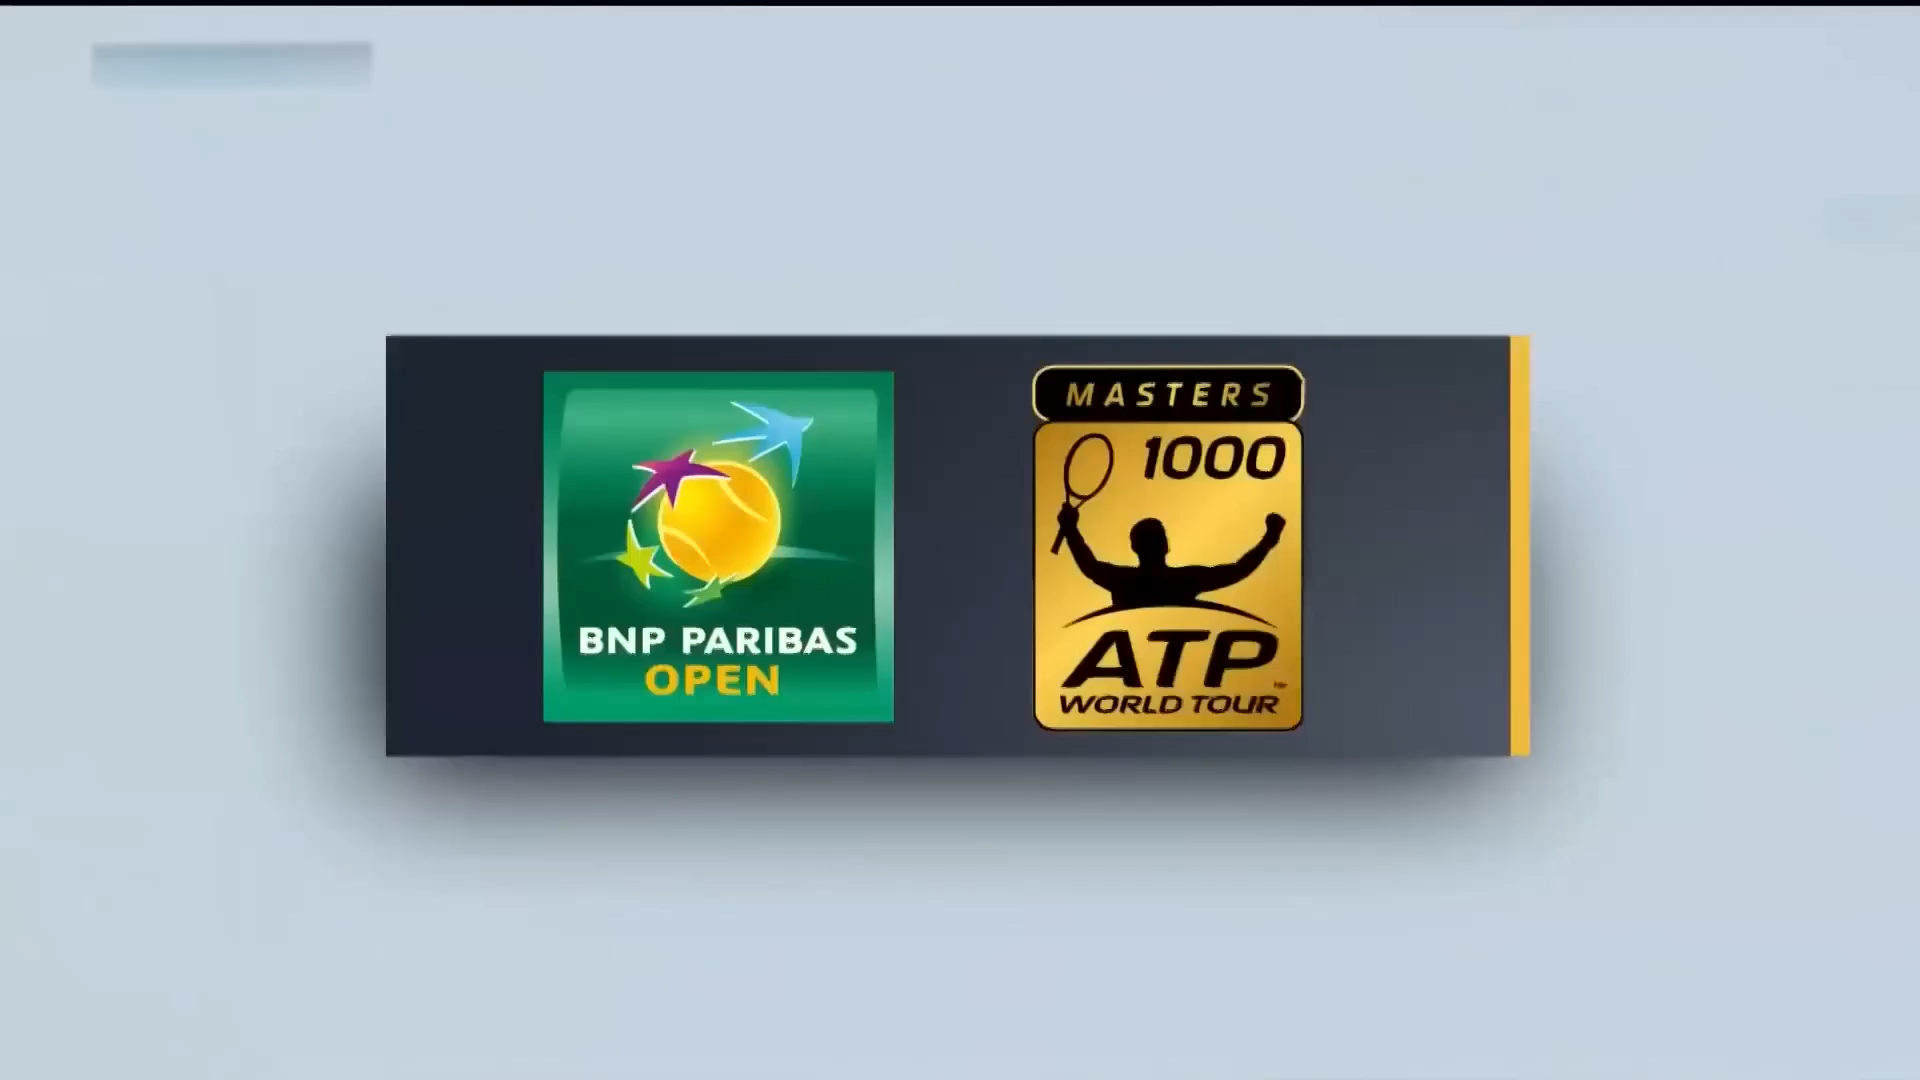 BNP PARIBAS
OPEN
MASTERS
1000
ATP
WORLD TOUR